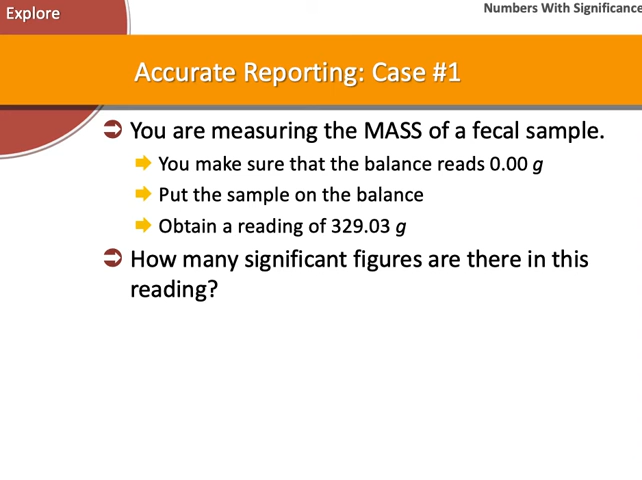 Explore
Numbers With Significance
Accurate Reporting: Case #1
You are measuring the MASS of a fecal sample.
You make sure that the balance reads 0.00 g
Put the sample on the balance
Obtain a reading of 329.03 g
How many significant figures are there in this
reading?